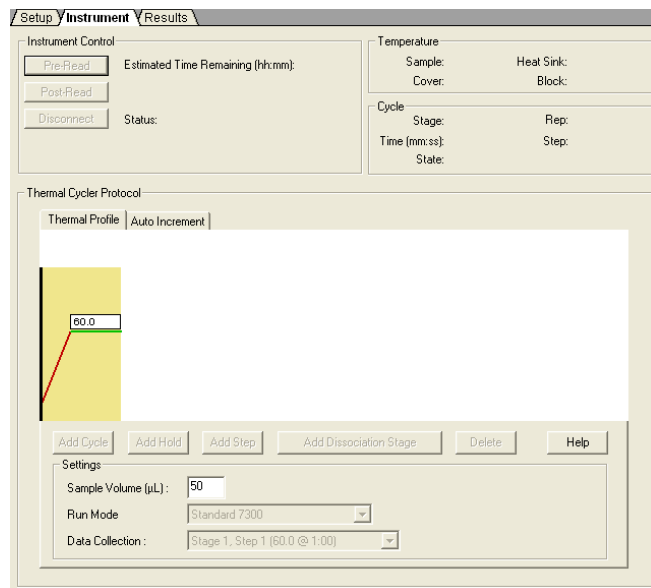 Setup Instrument Results
Instrument Control
Pre-Read Estimated Time Remaining (hh:mm):
Post-Read
Disconnect Status:
Temperature
Sample: Heat Sink:
Cover: Block:
Cycle
Stage: Rep:
Time (mm:ss): Step:
State:
Thermal Cycler Protocol
Thermal Profile Auto Increment
60.0
Add Cycle Add Hold Add Step Add Dissociation Stage Delete Help
Settings
Sample Volume (µL) : 50
Run Mode Standard 7300
Data Collection : Stage 1, Step 1 (60.0 @ 1:00)